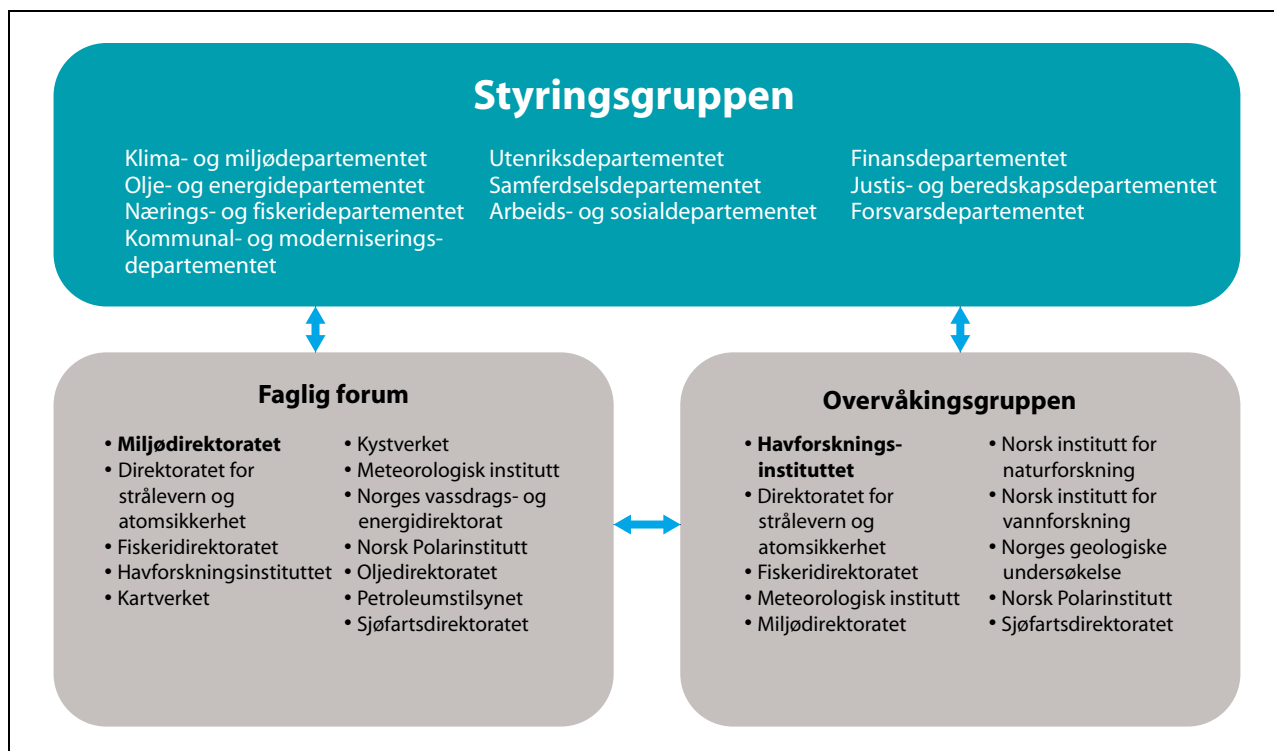 Styringsgruppen
Klima- og miljødepartementet
Olje- og energidepartementet
Nærings- og fiskeridepartementet
Kommunal- og moderniserings-
departementet
Utenriksdepartementet
Samferdselsdepartementet
Arbeids- og sosialdepartementet
Finansdepartementet
Justis- og beredskapsdepartementet
Forsvarsdepartementet
Faglig forum
• Miljødirektoratet
• Direktoratet for
strålevern og
atomsikkerhet
• Fiskeridirektoratet
• Havforskningsinstituttet
• Kartverket
• Kystverket
• Meteorologisk institutt
• Norges vassdrags- og
energidirektorat
• Norsk Polarinstitutt
• Oljedirektoratet
• Petroleumstilsynet
• Sjøfartsdirektoratet
Overvåkingsgruppen
• Havforsknings-
instituttet
• Direktoratet for
strålevern og
atomsikkerhet
• Fiskeridirektoratet
• Meteorologisk institutt
• Miljødirektoratet
• Norsk institutt for
naturforskning
• Norsk institutt for
vannforskning
• Norges geologiske
undersøkelse
• Norsk Polarinstitutt
• Sjøfartsdirektoratet